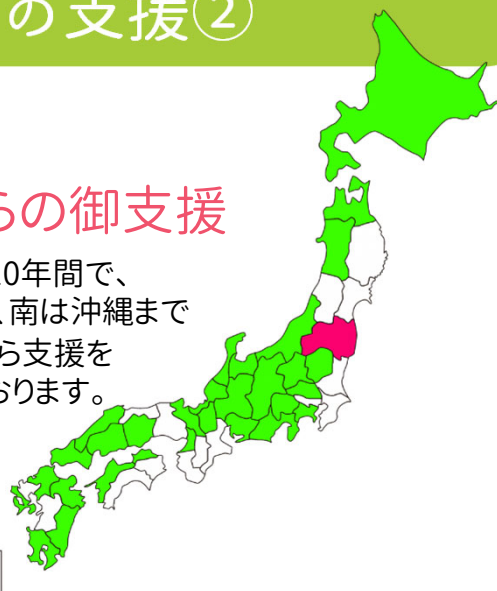 の支援②
らの御支援
0年間で、
、南は沖縄まで
ら支援を
おります。